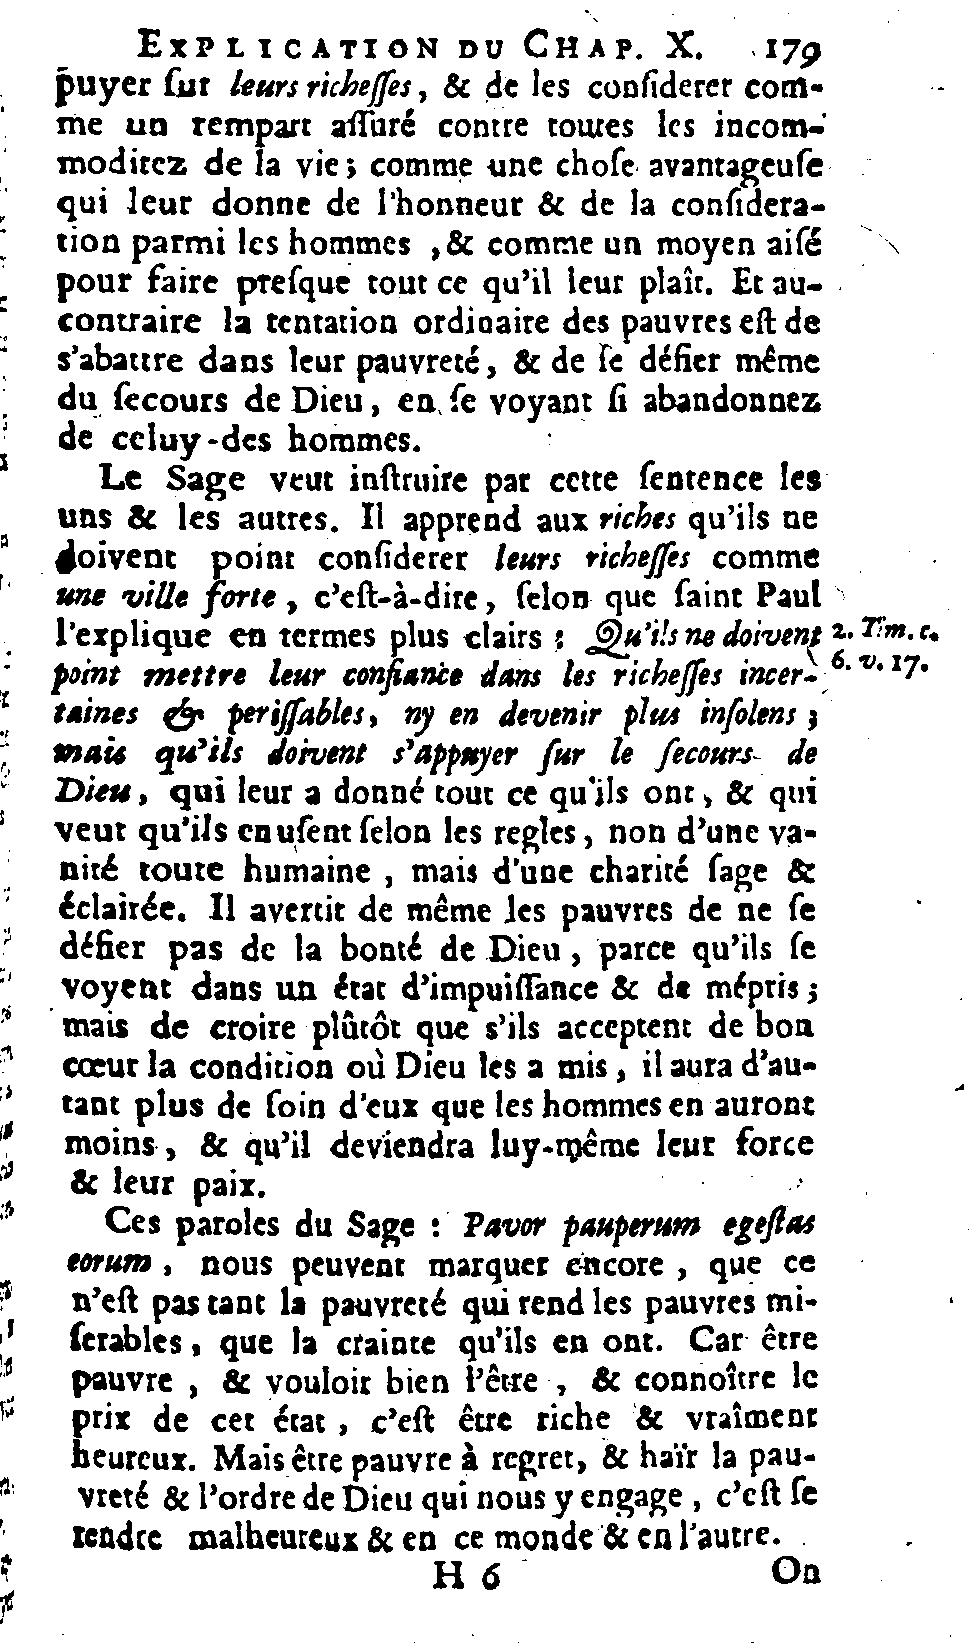 EXPLICATION DU CHAP. X. 179
puyer ſur leurs richeſſes, & de les conſiderer com-
me un rempart aſſuré contre toutes les incom-
moditez de la vie; comme une choſe avantageuſe
qui leur donne de l'honneur & de la conſidera-
tion parmi les hommes, & comme un moyen aiſé
pour faire preſque tout ce qu'il leur plaît. Et au-
contraire la tentation ordinaire des pauvres eſt de
s'abattre dans leur pauvreté, & de ſe défier même
du ſecours de Dieu, en ſe voyant ſi abandonnez
de celuy-des hommes.
Le Sage veut inſtruire par cette ſentence les
uns & les autres. Il apprend aux riches qu'ils ne
doivent point conſiderer leurs richeſſes comme
une ville forte, c'eſt-à-dire, ſelon que ſaint Paul
l'explique en termes plus clairs : Qu'ils ne doivent
2. Tim. c.
6. v. 17.
point mettre leur confiance dans les richeſſes incer-
taines & periſſables, ny en devenir plus inſolens;
mais qu'ils doivent s'appuyer ſur le ſecours de
Dieu, qui leur a donné tout ce qu'ils ont, & qui
veut qu'ils en uſent ſelon les regles, non d'une va-
nité toute humaine, mais d'une charité ſage &
éclairée. Il avertit de même les pauvres de ne ſe
défier pas de la bonté de Dieu, parce qu'ils ſe
voyent dans un état d'impuiſſance & de mépris;
mais de croire plûtôt que s'ils acceptent de bon
cœur la condition où Dieu les a mis, il aura d'au-
tant plus de ſoin d'eux que les hommes en auront
moins, & qu'il deviendra luy-même leur force
& leur paix.
Ces paroles du Sage : Pavor pauperum egeſtas
eorum, nous peuvent marquer encore, que ce
n'eſt pas tant la pauvreté qui rend les pauvres mi-
ſerables, que la crainte qu'ils en ont. Car être
pauvre, & vouloir bien l'être, & connoître le
prix de cet état, c'eſt être riche & vraîment
heureux. Mais être pauvre à regret, & haïr la pau-
vreté & l'ordre de Dieu qui nous y engage, c'eſt ſe
rendre malheureux & en ce monde & en l'autre.
H 6 On